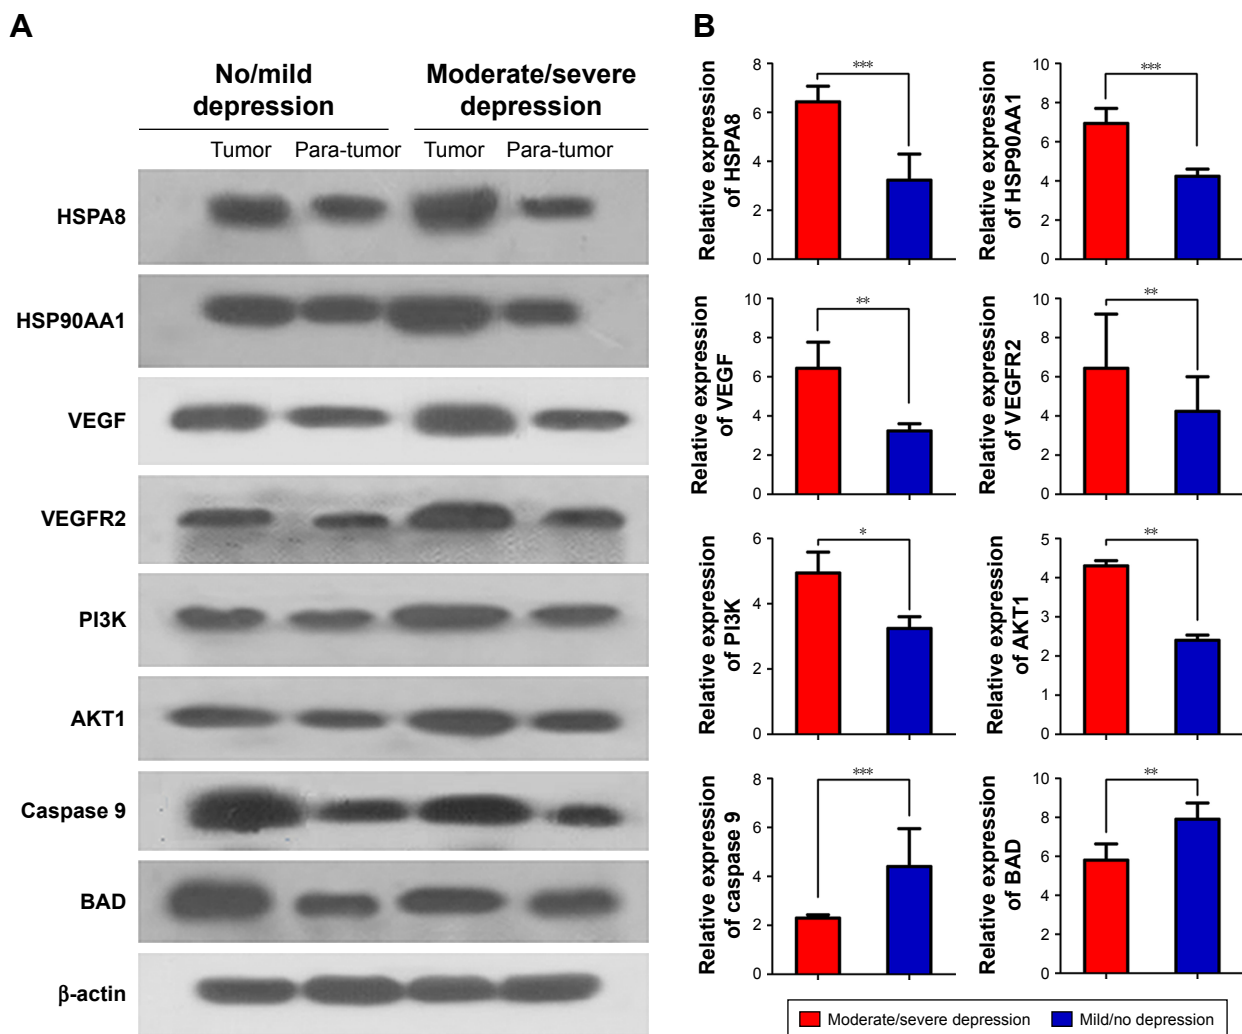 A
No/mild
depression
Moderate/severe
depression
Tumor Para-tumor Tumor Para-tumor
HSPA8
HSP90AA1
VEGF
VEGFR2
PI3K
AKT1
Caspase 9
BAD
β-actin
B
Relative expression
of HSPA8
8
6
4
2
0
***
Relative expression
of HSP90AA1
10
8
6
4
2
0
***
Relative expression
of VEGF
10
8
6
4
2
0
**
Relative expression
of VEGFR2
10
8
6
4
2
0
**
Relative expression
of PI3K
6
4
2
0
*
Relative expression
of AKT1
5
4
3
2
1
0
**
Relative expression
of caspase 9
8
6
4
2
0
***
Relative expression
of BAD
10
8
6
4
2
0
**
Moderate/severe depression Mild/no depression